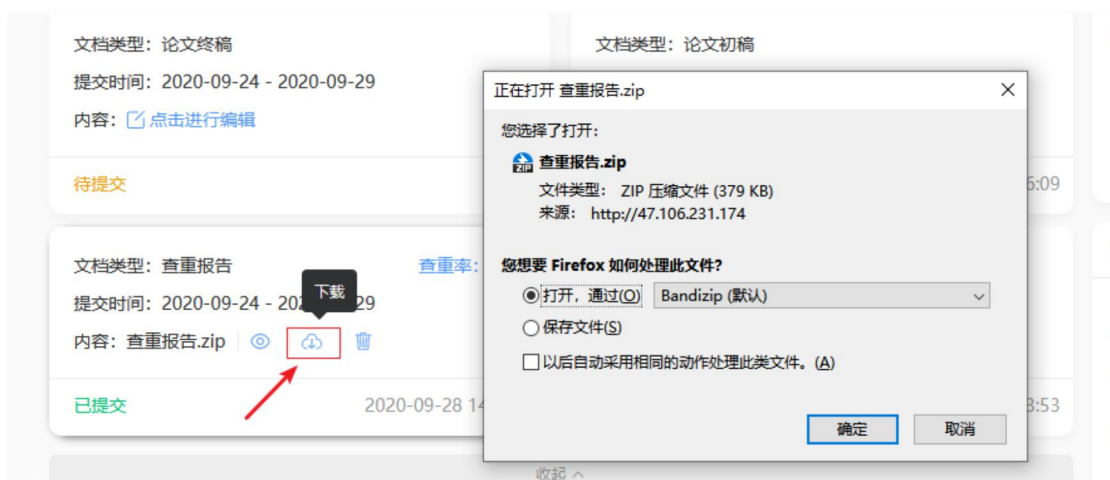 文档类型：论文终稿
提交时间：2020-09-24 - 2020-09-29
内容：点击进行编辑
待提交
文档类型：论文初稿
6:09
文档类型：查重报告
查重率：
下载
提交时间：2020-09-24 - 202 29
内容：查重报告.zip
已提交
2020-09-28 14
3:53
收起
正在打开 查重报告.zip
您选择了打开：
ZIP
查重报告.zip
文件类型： ZIP 压缩文件 (379 KB)
来源： http://47.106.231.174
您想要 Firefox 如何处理此文件？
打开，通过(O) Bandizip (默认)
保存文件(S)
以后自动采用相同的动作处理此类文件。(A)
确定 取消